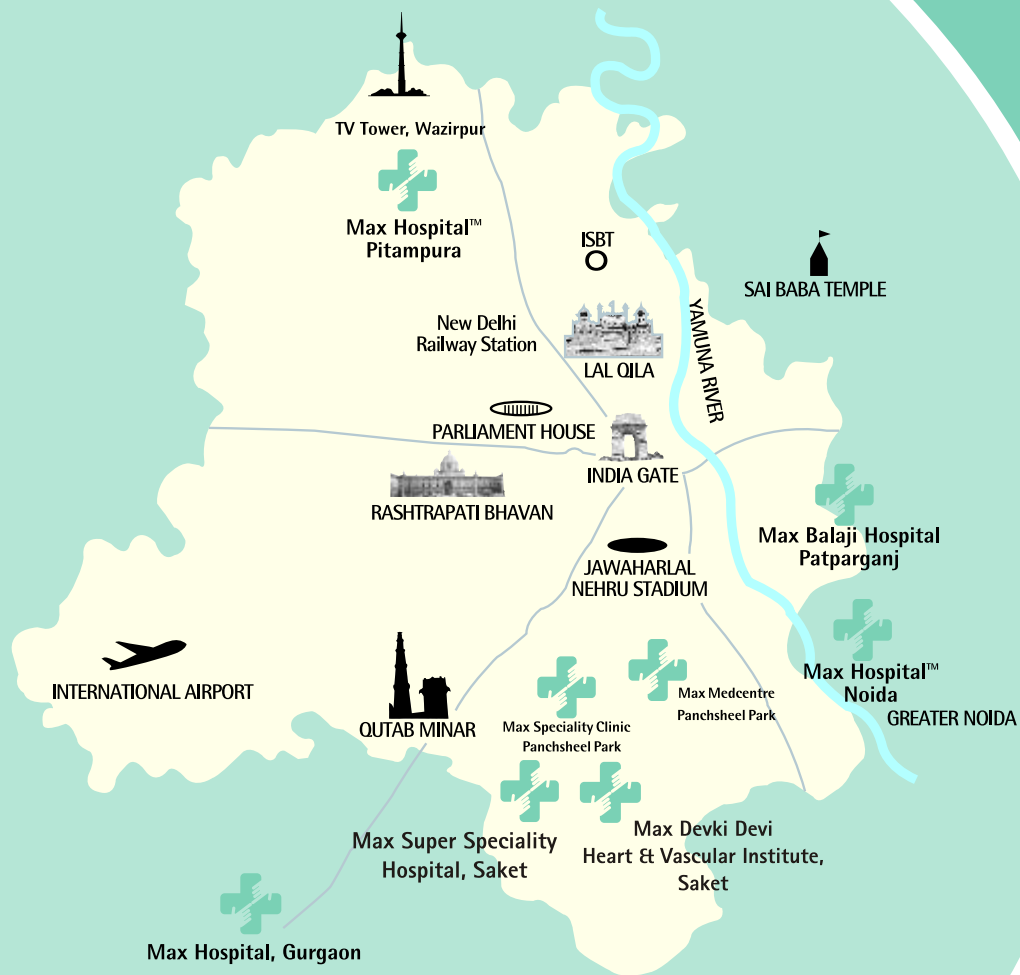 TV Tower, Wazirpur
Max Hospital™
Pitampura
ISBT
SAI BABA TEMPLE
New Delhi
Railway Station
LAL QILA
YAMUNA RIVER
PARLIAMENT HOUSE
INDIA GATE
RASHTRAPATI BHAVAN
Max Balaji Hospital
Patparganj
JAWAHARLAL
NEHRU STADIUM
INTERNATIONAL AIRPORT
QUTAB MINAR
Max Speciality Clinic
Panchsheel Park
Max Medcentre
Panchsheel Park
Max Hospital™
Noida
GREATER NOIDA
Max Super Speciality
Hospital, Saket
Max Devki Devi
Heart & Vascular Institute,
Saket
Max Hospital, Gurgaon